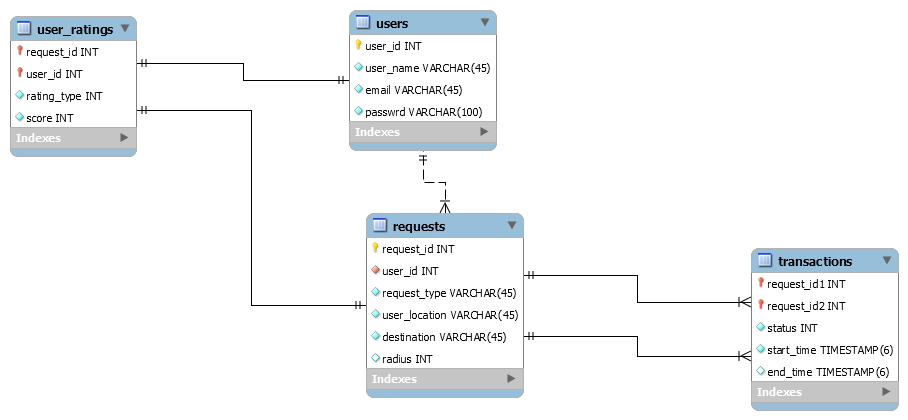 user_ratings
request_id INT
user_id INT
rating_type INT
score INT
Indexes
users
user_id INT
user_name VARCHAR(45)
email VARCHAR(45)
passwrd VARCHAR(100)
Indexes
requests
request_id INT
user_id INT
request_type VARCHAR(45)
user_location VARCHAR(45)
destination VARCHAR(45)
radius INT
Indexes
transactions
request_id1 INT
request_id2 INT
status INT
start_time TIMESTAMP(6)
end_time TIMESTAMP(6)
Indexes